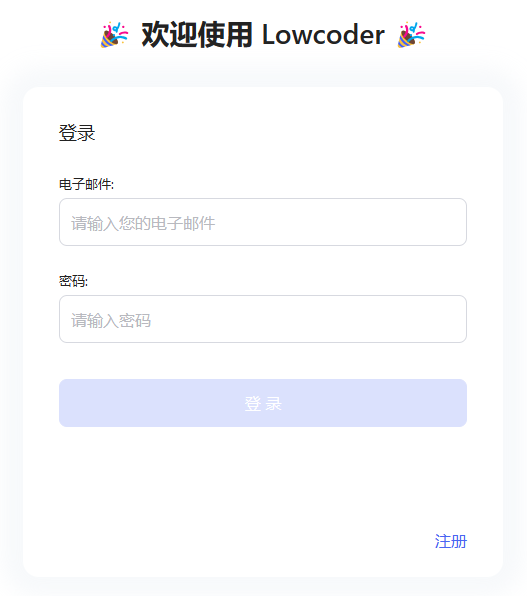 🎉 欢迎使用 Lowcoder 🎉
登录
电子邮件:
请输入您的电子邮件
密码:
请输入密码
登 录
注册